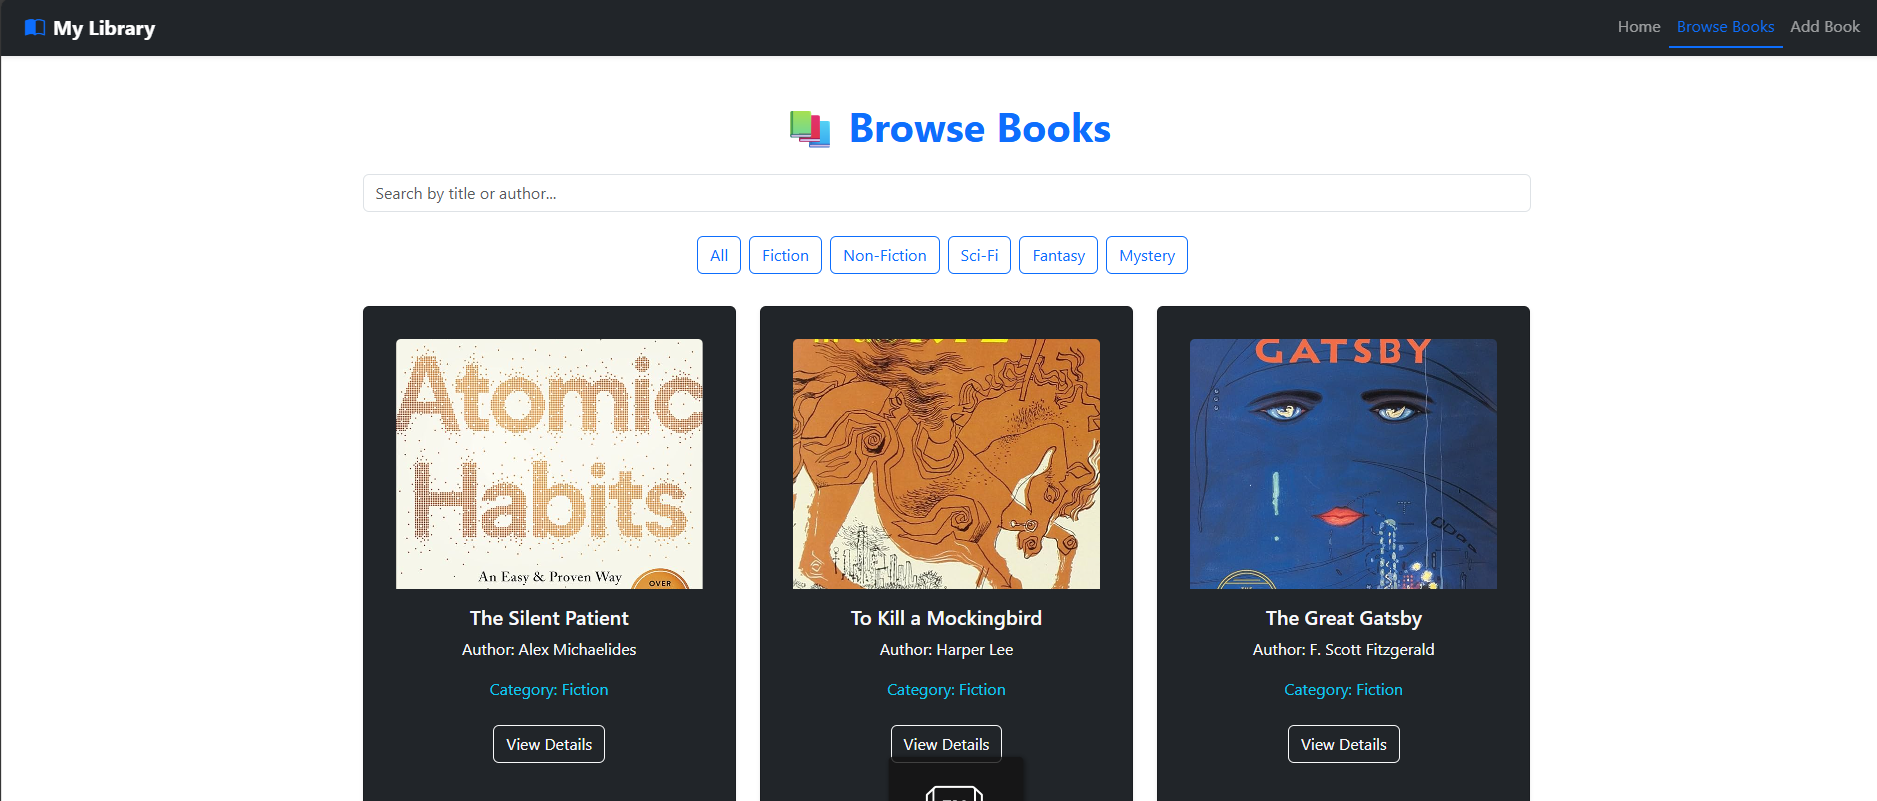 My Library
Home Browse Books Add Book
Browse Books
Search by title or author...
All Fiction Non-Fiction Sci-Fi Fantasy Mystery
Atomic
Habits
An Easy & Proven Way
OVER
GATSBY
The Silent Patient
Author: Alex Michaelides
Category: Fiction
View Details
To Kill a Mockingbird
Author: Harper Lee
Category: Fiction
View Details
The Great Gatsby
Author: F. Scott Fitzgerald
Category: Fiction
View Details